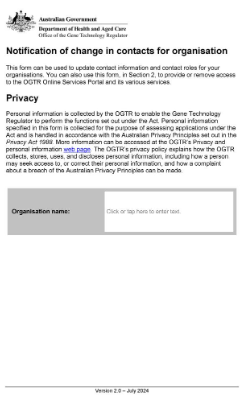 Australian Government
Department of Health and Aged Care
Office of the Gene Technology Regulator
Notification of change in contacts for organisation
This form can be used to update contact information and contact roles for your
organisations. You can also use this form, in Section 2, to provide or remove access
to the OGTR Online Services Portal and its various services.
Privacy
Personal information is collected by the OGTR to enable the Gene Technology
Regulator to perform the functions set out under the Act. Personal information
specified in this form is collected for the purpose of assessing applications under the
Act and is handled in accordance with the Australian Privacy Principles set out in the
Privacy Act 1988. More information can be accessed at the OGTR's Privacy and
personal information web page. The OGTR's privacy policy explains how the OGTR
collects, stores, uses, and discloses personal information, including how a person
may seek access to, or correct their personal information, and how a complaint
about a breach of the Australian Privacy Principles can be made.
Organisation name: Click or tap here to enter text.
Version 2.0 – July 2024